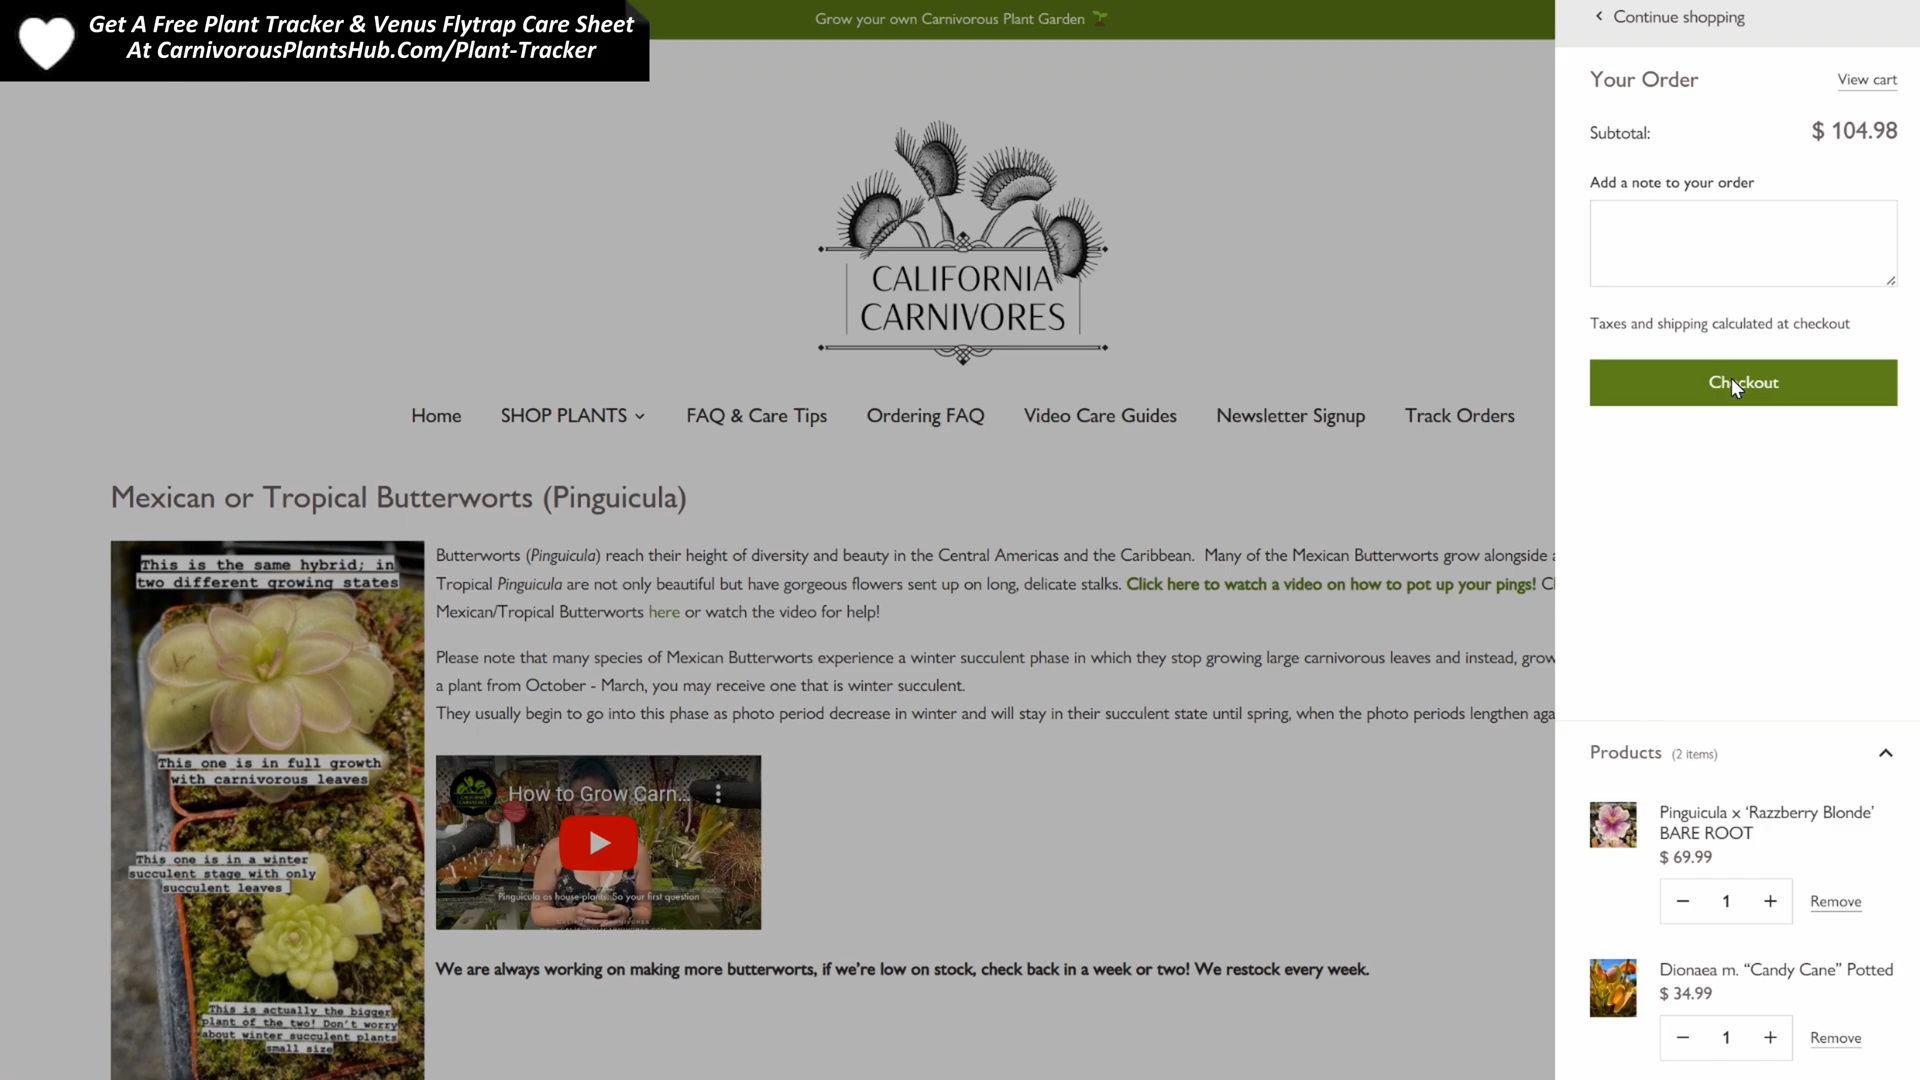 Get A Free Plant Tracker & Venus Flytrap Care Sheet
At CarnivorousPlantsHub.Com/Plant-Tracker
Grow your own Carnivorous Plant Garden
Continue shopping
Your Order
View cart
Subtotal:
$ 104.98
Add a note to your order
Taxes and shipping calculated at checkout
Checkout
CALIFORNIA
CARNIVORES
Home
SHOP PLANTS
FAQ & Care Tips
Ordering FAQ
Video Care Guides
Newsletter Signup
Track Orders
Mexican or Tropical Butterworts (Pinguicula)
This is the same hybrid; in
two different growing states
This one is in full growth
with carnivorous leaves
This one is in a winter
succulent stage with only
succulent leaves
This is actually the bigger
plant of the two! Don't worry
about winter succulent plants
small size
Butterworts (Pinguicula) reach their height of diversity and beauty in the Central Americas and the Caribbean. Many of the Mexican Butterworts grow alongside
Tropical Pinguicula are not only beautiful but have gorgeous flowers sent up on long, delicate stalks. Click here to watch a video on how to pot up your pings!
Mexican/Tropical Butterworts here or watch the video for help!
Please note that many species of Mexican Butterworts experience a winter succulent phase in which they stop growing large carnivorous leaves and instead, grow
a plant from October - March, you may receive one that is winter succulent.
They usually begin to go into this phase as photo period decrease in winter and will stay in their succulent state until spring, when the photo periods lengthen aga
How to Grow Carn...
Pinguicula as house plants. So your first question
We are always working on making more butterworts, if we're low on stock, check back in a week or two! We restock every week.
Products (2 items)
Pinguicula x ‘Razzberry Blonde’
BARE ROOT
$ 69.99
− 1 + Remove
Dionaea m. “Candy Cane” Potted
$ 34.99
− 1 + Remove